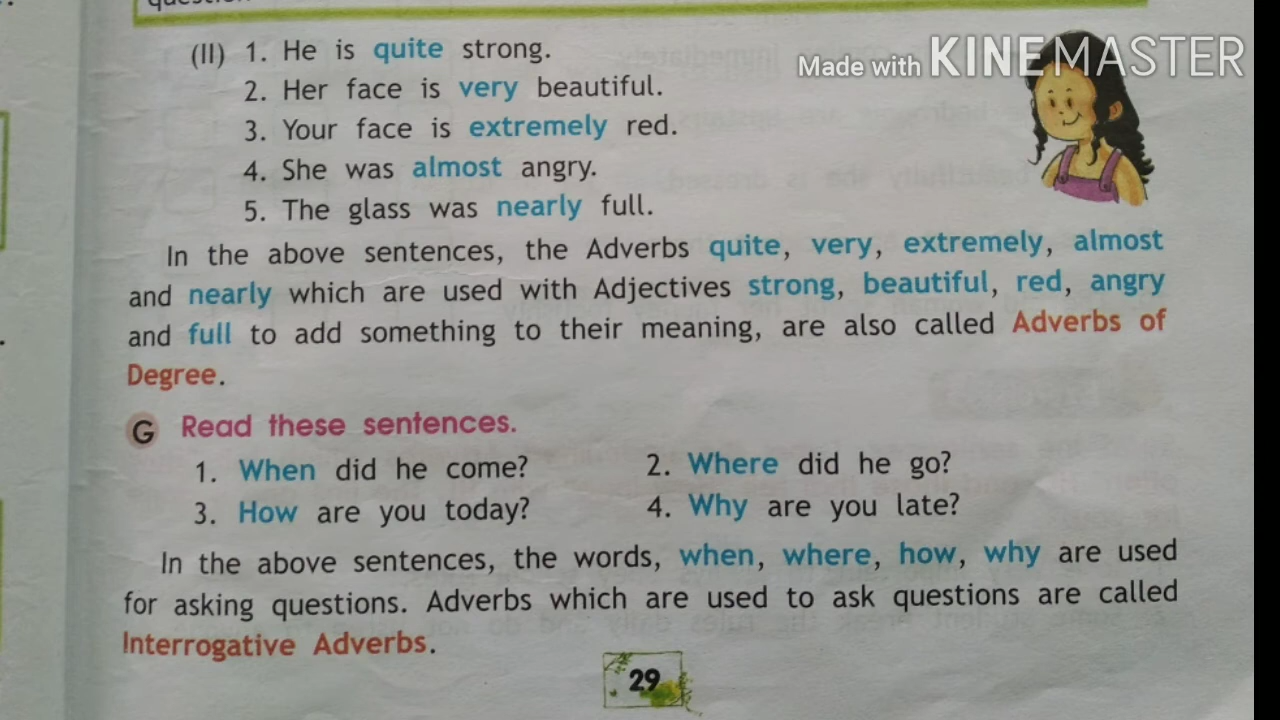 (II) 1. He is quite strong.
Made with KINEMASTER
2. Her face is very beautiful.
3. Your face is extremely red.
4. She was almost angry.
5. The glass was nearly full.
In the above sentences, the Adverbs quite, very, extremely, almost
and nearly which are used with Adjectives strong, beautiful, red, angry
and full to add something to their meaning, are also called Adverbs of
Degree.
G Read these sentences.
1. When did he come? 2. Where did he go?
3. How are you today? 4. Why are you late?
In the above sentences, the words, when, where, how, why are used
for asking questions. Adverbs which are used to ask questions are called
Interrogative Adverbs.
29